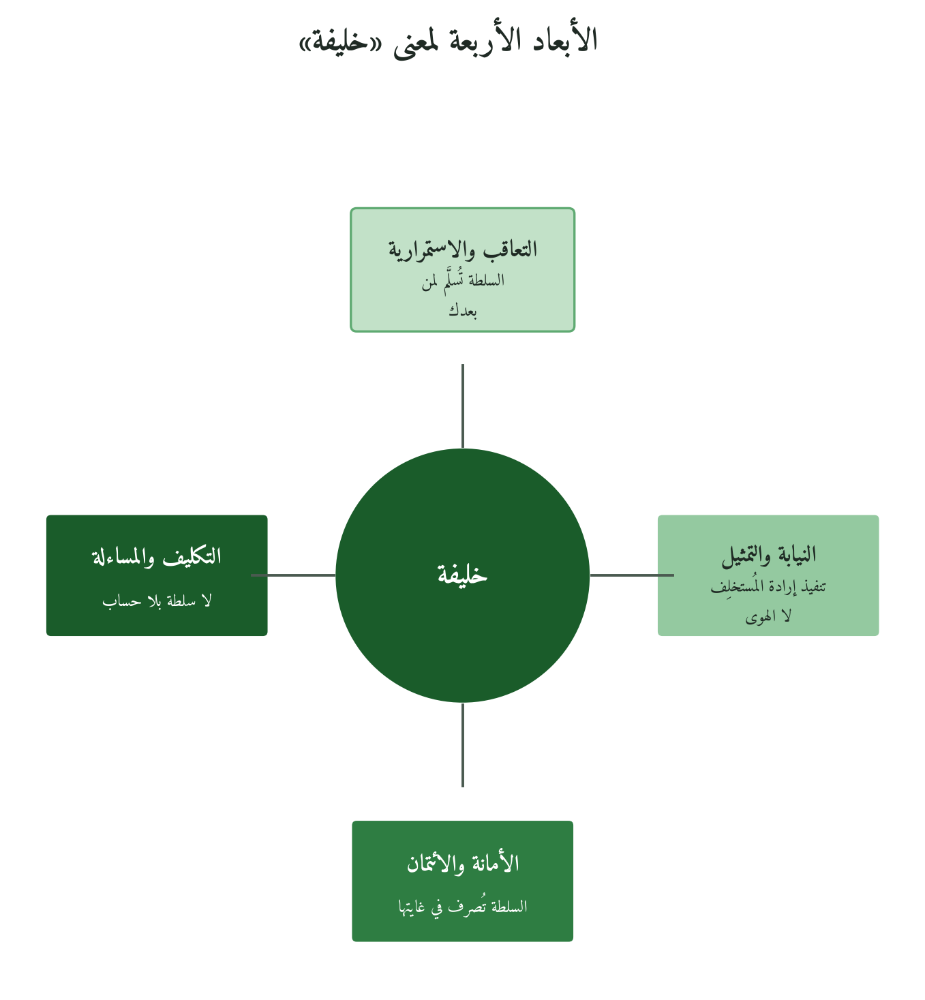 الأبعاد الأربعة لمعنى «خليفة»
التعاقب والاستمرارية
السلطة تُسلَّم لمن
بعدك
النيابة والتمثيل
تنفيذ إرادة المُستخلِف
لا الهوى
خليفة
التكليف والمساءلة
لا سلطة بلا حساب
الأمانة والائتمان
السلطة تُصرف في غايتها